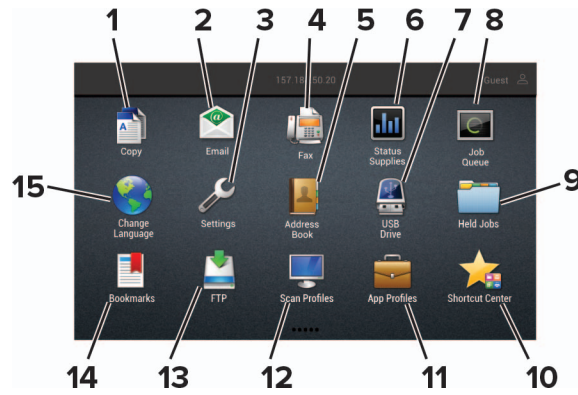 1 2 3 4 5 6 7 8
Guest
Copy Email Fax Status Supplies Job Queue
15 9
Change Language Settings Address Book USB Drive Held Jobs
Bookmarks FTP Scan Profiles App Profiles Shortcut Center
14 13 12 11 10